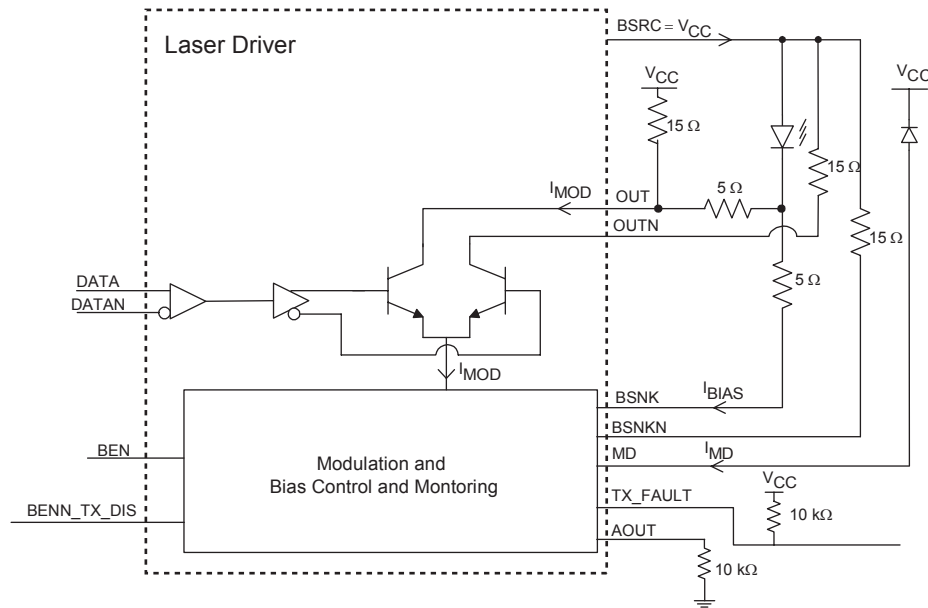 Laser Driver
BSRC = VCC
VCC
VCC
15 Ω
15 Ω
5 Ω
IMOD
OUT
OUTN
15 Ω
5 Ω
DATA
DATAN
IMOD
BSNK
IBIAS
BSNKN
BEN
MD
IMD
Modulation and
Bias Control and Montoring
VCC
TX_FAULT
10 kΩ
BENN_TX_DIS
AOUT
10 kΩ